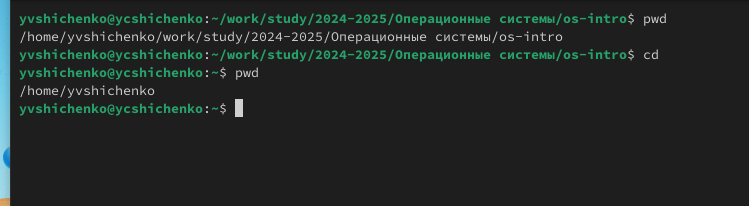 yvshichenko@ycshichenko:~/work/study/2024-2025/Операционные системы/os-intro$ pwd
/home/yvshichenko/work/study/2024-2025/Операционные системы/os-intro
yvshichenko@ycshichenko:~/work/study/2024-2025/Операционные системы/os-intro$ cd
yvshichenko@ycshichenko:~$ pwd
/home/yvshichenko
yvshichenko@ycshichenko:~$